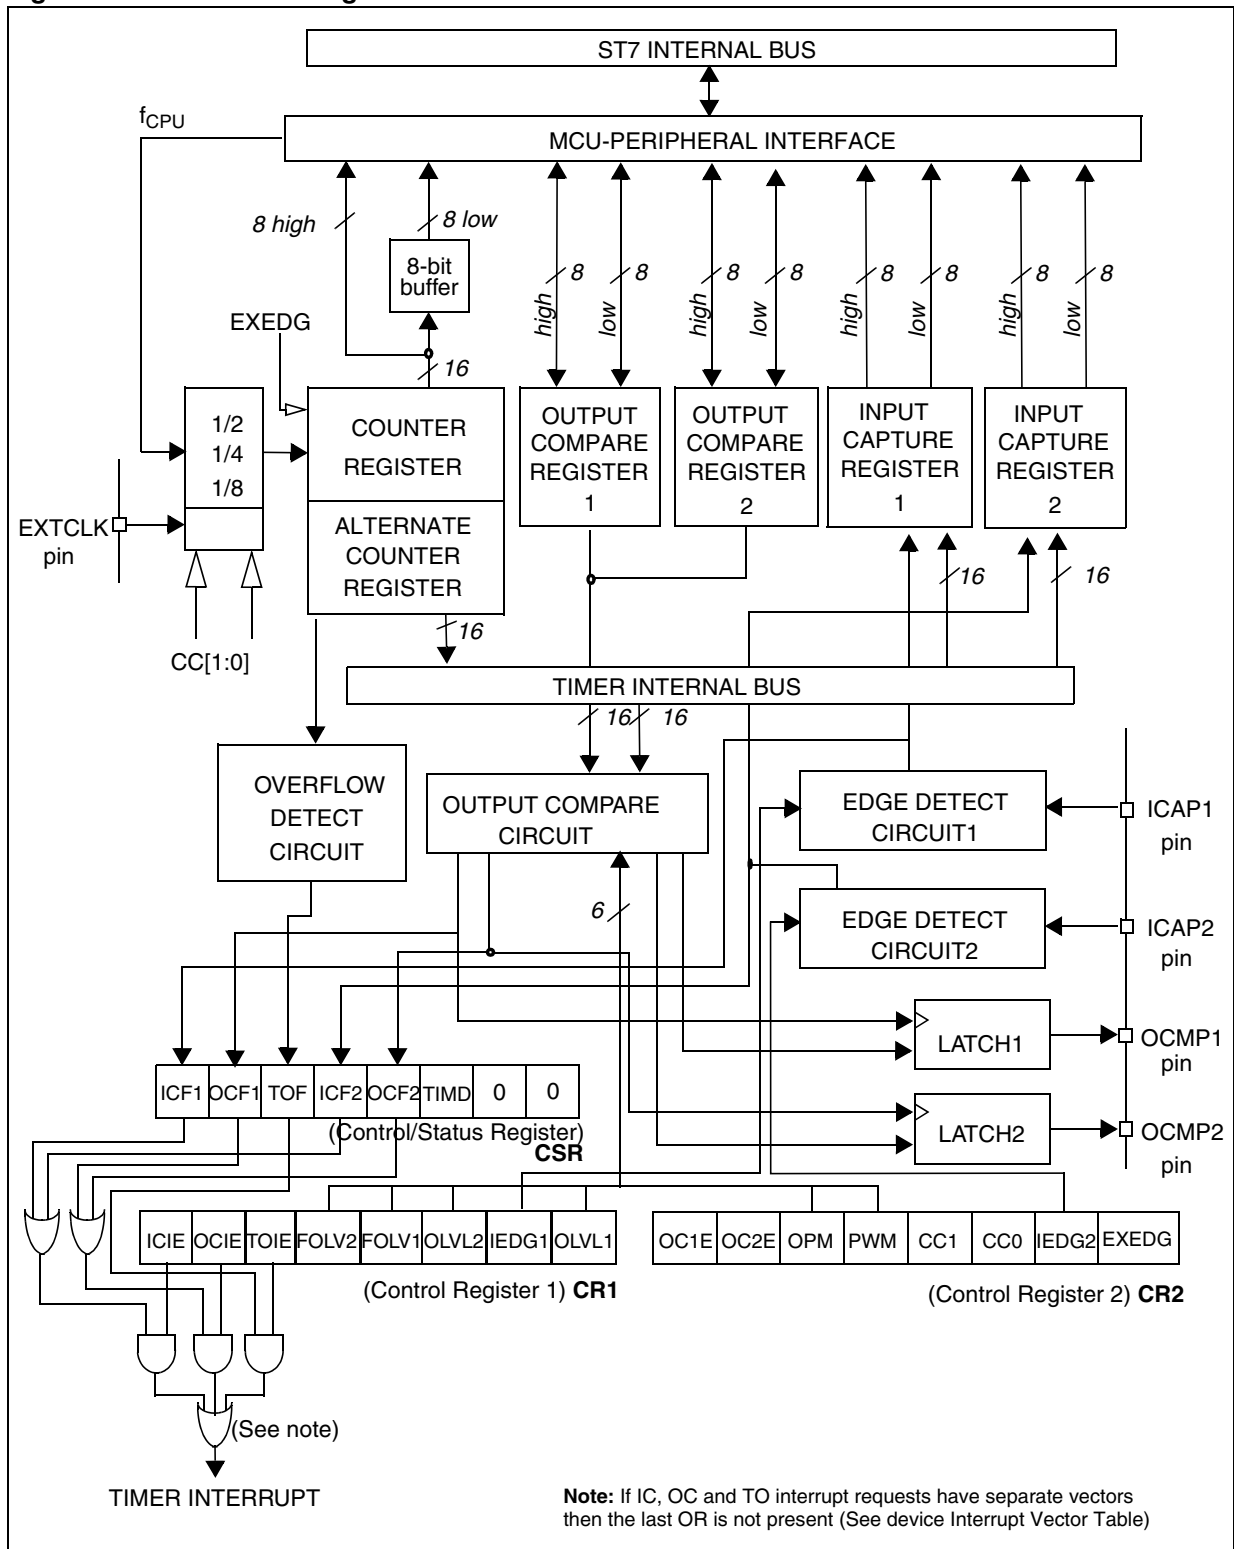 ST7 INTERNAL BUS
fCPU
MCU-PERIPHERAL INTERFACE
8 high
8 low
8-bit
buffer
high
8
low
8
high
8
low
8
high
8
low
8
high
8
low
8
EXEDG
16
1/2
1/4
1/8
COUNTER
REGISTER
ALTERNATE
COUNTER
REGISTER
OUTPUT
COMPARE
REGISTER
1
OUTPUT
COMPARE
REGISTER
2
INPUT
CAPTURE
REGISTER
1
INPUT
CAPTURE
REGISTER
2
EXTCLK
pin
16
16
16
CC[1:0]
TIMER INTERNAL BUS
16
16
OVERFLOW
DETECT
CIRCUIT
OUTPUT COMPARE
CIRCUIT
EDGE DETECT
CIRCUIT1
ICAP1
pin
6
EDGE DETECT
CIRCUIT2
ICAP2
pin
LATCH1
OCMP1
pin
LATCH2
OCMP2
pin
ICF1 OCF1 TOF ICF2 OCF2 TIMD 0 0
(Control/Status Register)
CSR
ICIE OCIE TOIE FOLV2 FOLV1 OLVL2 IEDG1 OLVL1
(Control Register 1) CR1
OC1E OC2E OPM PWM CC1 CC0 IEDG2 EXEDG
(Control Register 2) CR2
(See note)
TIMER INTERRUPT
Note: If IC, OC and TO interrupt requests have separate vectors
then the last OR is not present (See device Interrupt Vector Table)